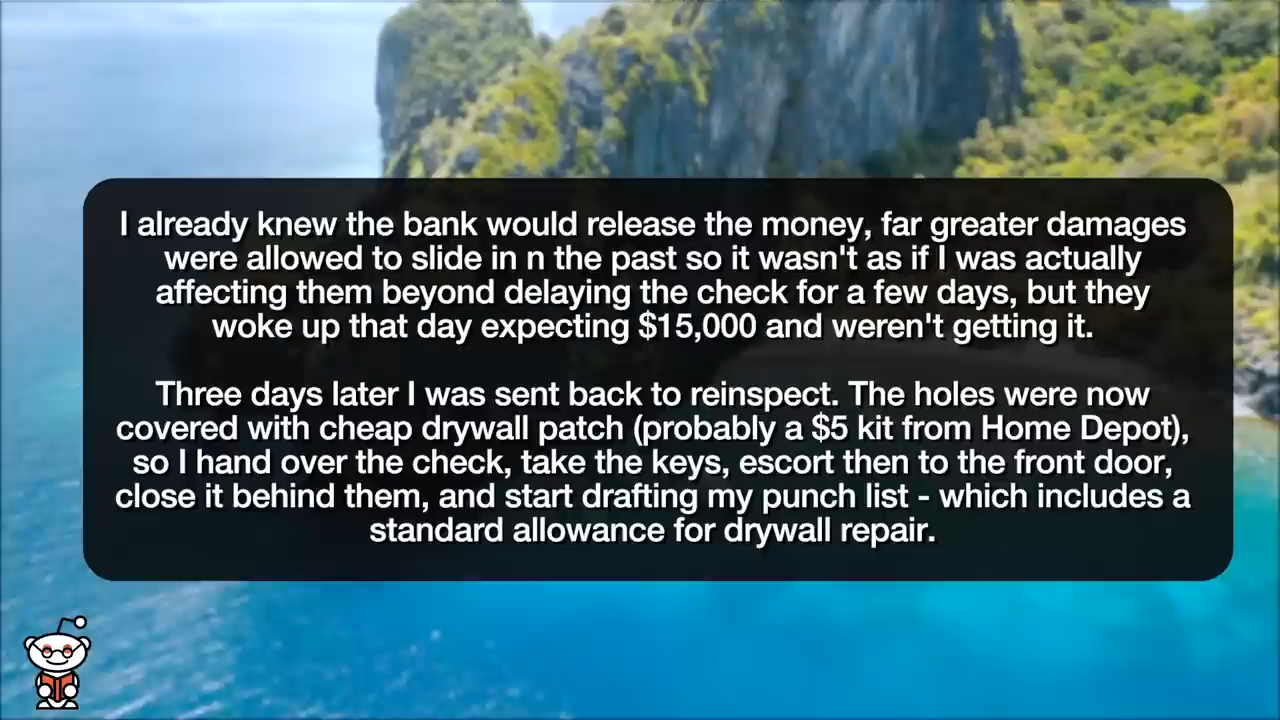 I already knew the bank would release the money, far greater damages
were allowed to slide in n the past so it wasn't as if I was actually
affecting them beyond delaying the check for a few days, but they
woke up that day expecting $15,000 and weren't getting it.
Three days later I was sent back to reinspect. The holes were now
covered with cheap drywall patch (probably a $5 kit from Home Depot),
so I hand over the check, take the keys, escort then to the front door,
close it behind them, and start drafting my punch list - which includes a
standard allowance for drywall repair.